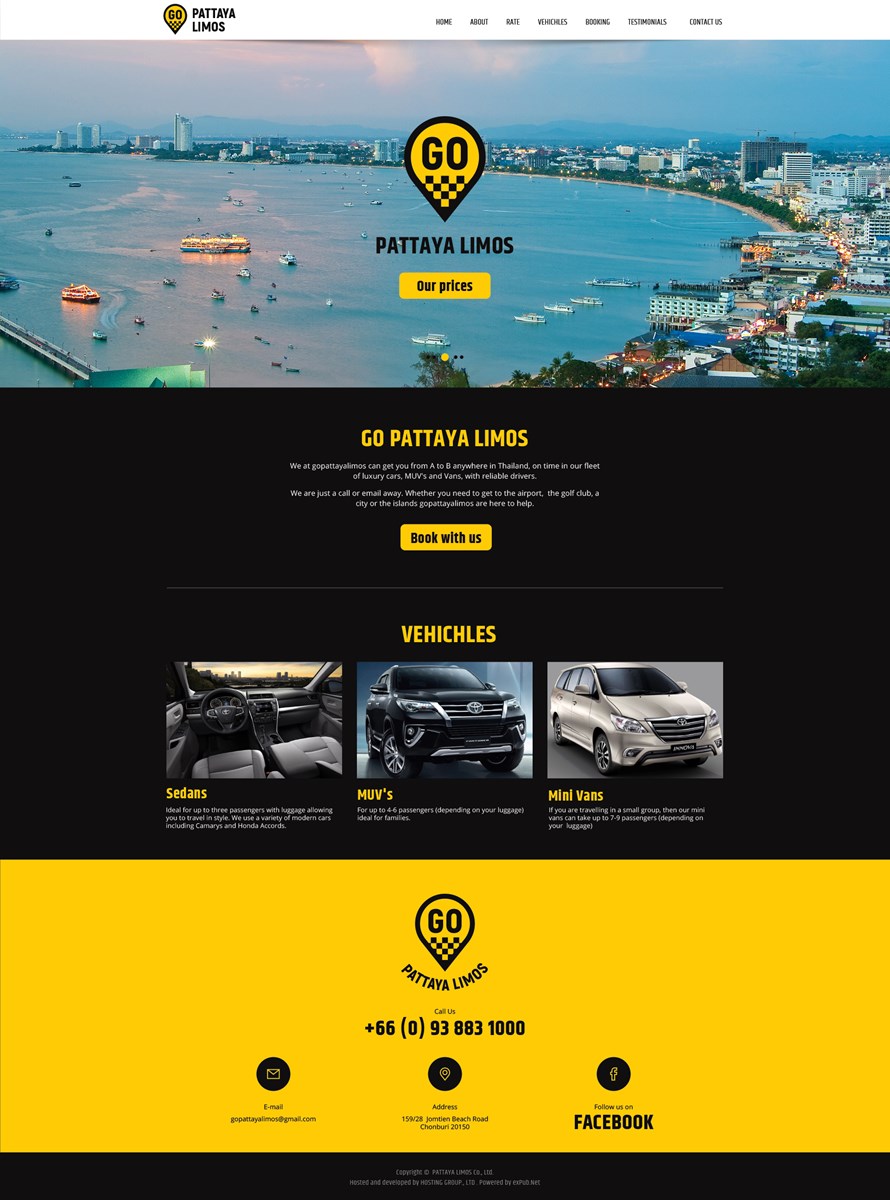 GO
PATTAYA
LIMOS
HOME ABOUT RATE VEHICHLES BOOKING TESTIMONIALS CONTACT US
GO
PATTAYA LIMOS
Our prices
GO PATTAYA LIMOS
We at gopattayalimos can get you from A to B anywhere in Thailand, on time in our fleet
of luxury cars, MUV's and Vans, with reliable drivers.
We are just a call or email away. Whether you need to get to the airport, the golf club, a
city or the islands gopattayalimos are here to help.
Book with us
VEHICHLES
INNOVA
Sedans
Ideal for up to three passengers with luggage allowing
you to travel in style. We use a variety of modern cars
including Camarys and Honda Accords.
MUV's
For up to 4-6 passengers (depending on your luggage)
ideal for families.
Mini Vans
If you are travelling in a small group, then our mini
vans can take up to 7-9 passengers (depending on
your luggage)
GO
PATTAYA LIMOS
Call Us
+66 (0) 93 883 1000
E-mail
gopattayalimos@gmail.com
Address
159/28 Jomtien Beach Road
Chonburi 20150
Follow us on
FACEBOOK
Copyright © PATTAYA LIMOS Co., Ltd.
Hosted and developed by HOSTING GROUP., LTD . Powered by exPub.Net